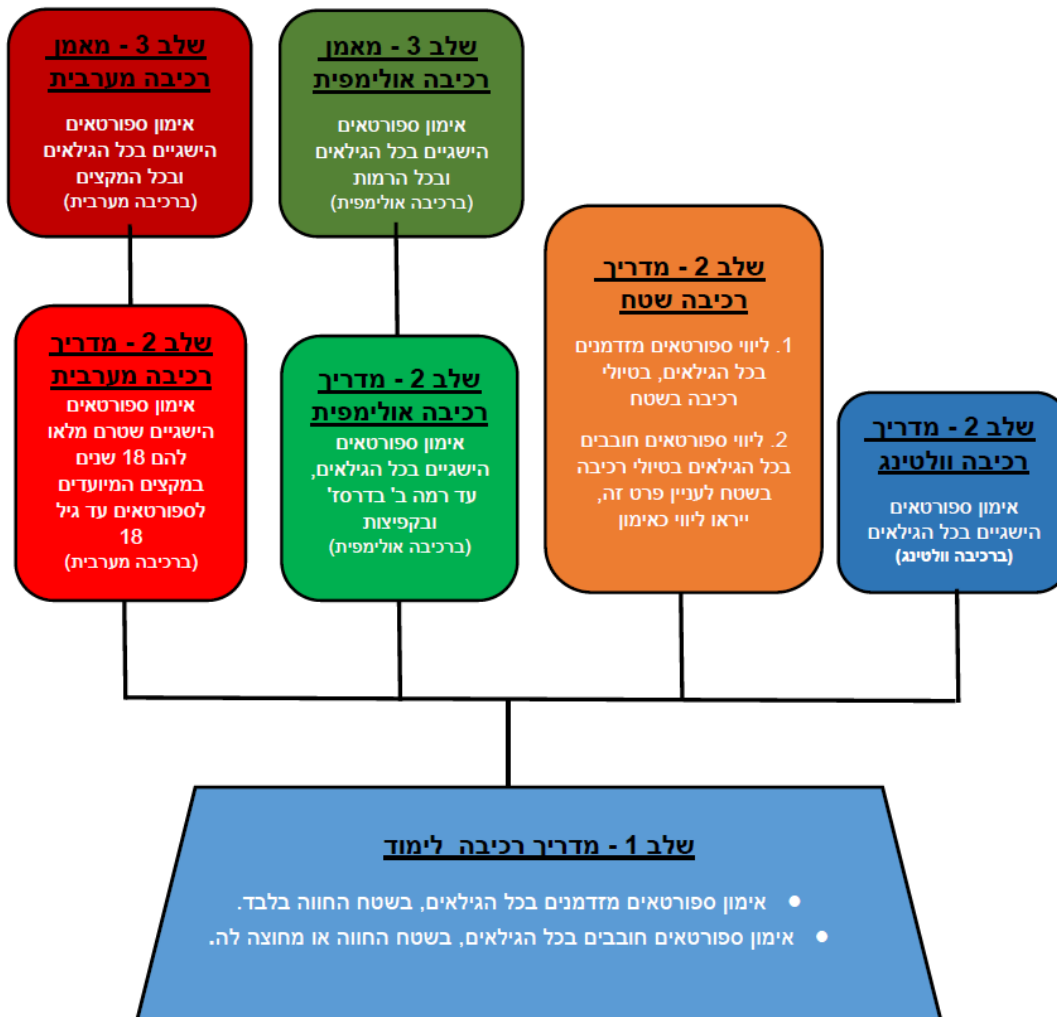 שלב 3 - מאמן
רכיבה מערבית
אימון ספורטאים
הישגיים בכל הגילאים
ובכל המקצים
(ברכיבה מערבית)
שלב 3 - מאמן
רכיבה אולימפית
אימון ספורטאים
הישגיים בכל הגילאים
ובכל הרמות
(ברכיבה אולימפית)
שלב 2 - מדריך
רכיבה מערבית
אימון ספורטאים
הישגיים שטרם מלאו
להם 18 שנים
במקצים המיועדים
לספורטאים עד גיל
18
(ברכיבה מערבית)
שלב 2 - מדריך
רכיבה אולימפית
אימון ספורטאים
הישגיים בכל הגילאים,
עד רמה ב' בדרסז'
ובקפיצות
(ברכיבה אולימפית)
שלב 2 - מדריך
רכיבה שטח
1. ליווי ספורטאים מזדמנים
בכל הגילאים, בטיולי
רכיבה בשטח
2. ליווי ספורטאים חובבים
בכל הגילאים בטיולי רכיבה
בשטח לעניין פרט זה,
ייראו ליווי כאימון
שלב 2 - מדריך
רכיבה וולטינג
אימון ספורטאים
הישגיים בכל הגילאים
(ברכיבה וולטינג)
שלב 1 - מדריך רכיבה לימוד
• אימון ספורטאים מזדמנים בכל הגילאים, בשטח החווה בלבד.
• אימון ספורטאים חובבים בכל הגילאים, בשטח החווה או מחוצה לה.